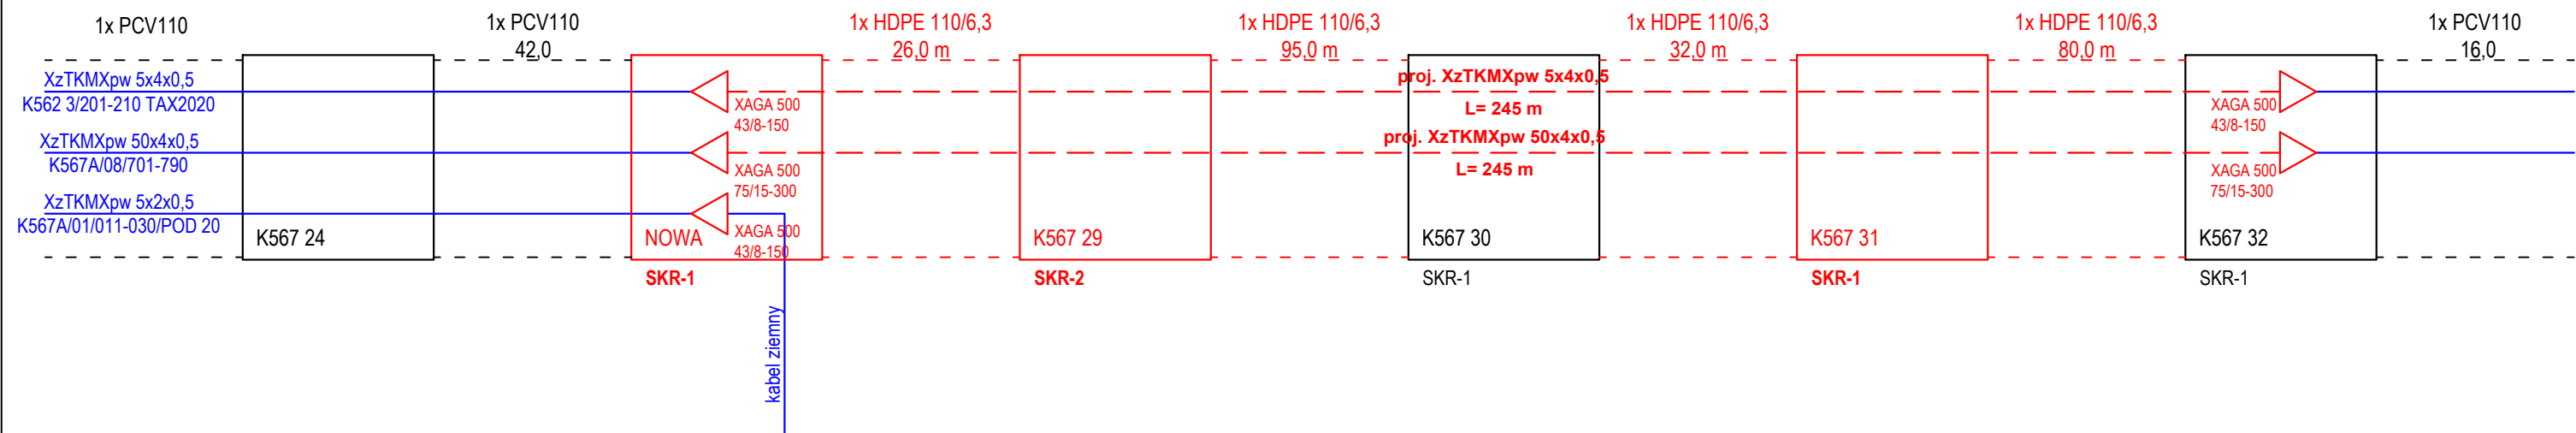 1x PCV110
1x PCV110
42,0
1x HDPE 110/6,3
26,0 m
1x HDPE 110/6,3
95,0 m
1x HDPE 110/6,3
32,0 m
1x HDPE 110/6,3
80,0 m
1x PCV110
16,0
XzTKMXpw 5x4x0,5
K562 3/201-210 TAX2020
XzTKMXpw 50x4x0,5
K567A/08/701-790
XzTKMXpw 5x2x0,5
K567A/01/011-030/POD 20
K567 24
XAGA 500
43/8-150
XAGA 500
75/15-300
XAGA 500
43/8-150
NOWA
SKR-1
kabel ziemny
K567 29
SKR-2
proj. XzTKMXpw 5x4x0,5
L= 245 m
proj. XzTKMXpw 50x4x0,5
L= 245 m
K567 30
SKR-1
K567 31
SKR-1
XAGA 500
43/8-150
XAGA 500
75/15-300
K567 32
SKR-1